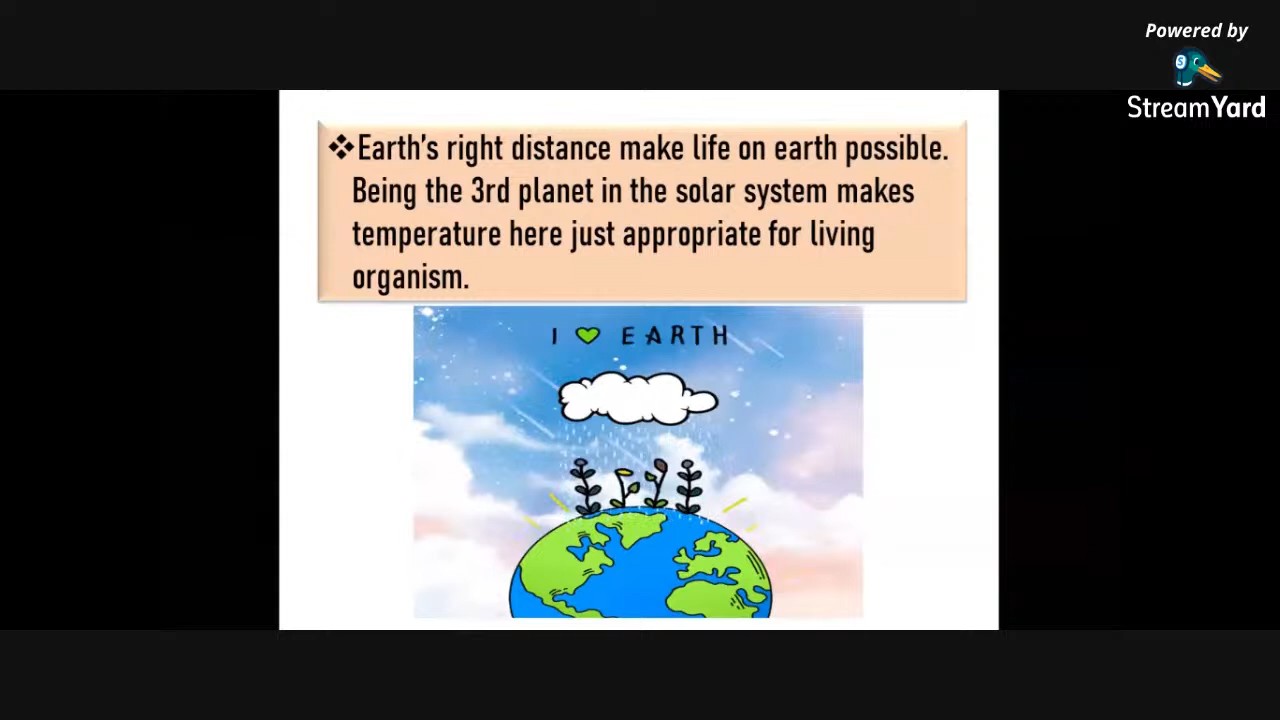 Powered by
StreamYard
❖Earth's right distance make life on earth possible.
Being the 3rd planet in the solar system makes
temperature here just appropriate for living
organism.
I 💚 EARTH